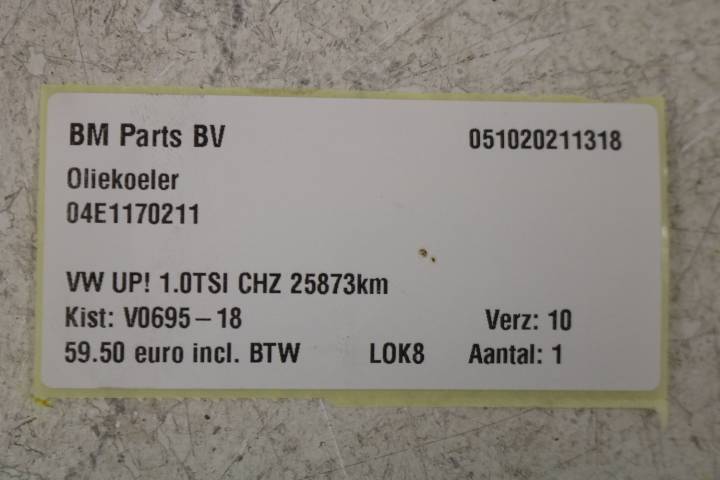 BM Parts BV 051020211318
Oliekoeler
04E1170211
VW UP! 1.0TSI CHZ 25873km
Kist: V0695-18 Verz: 10
59.50 euro incl. BTW LOK8 Aantal: 1